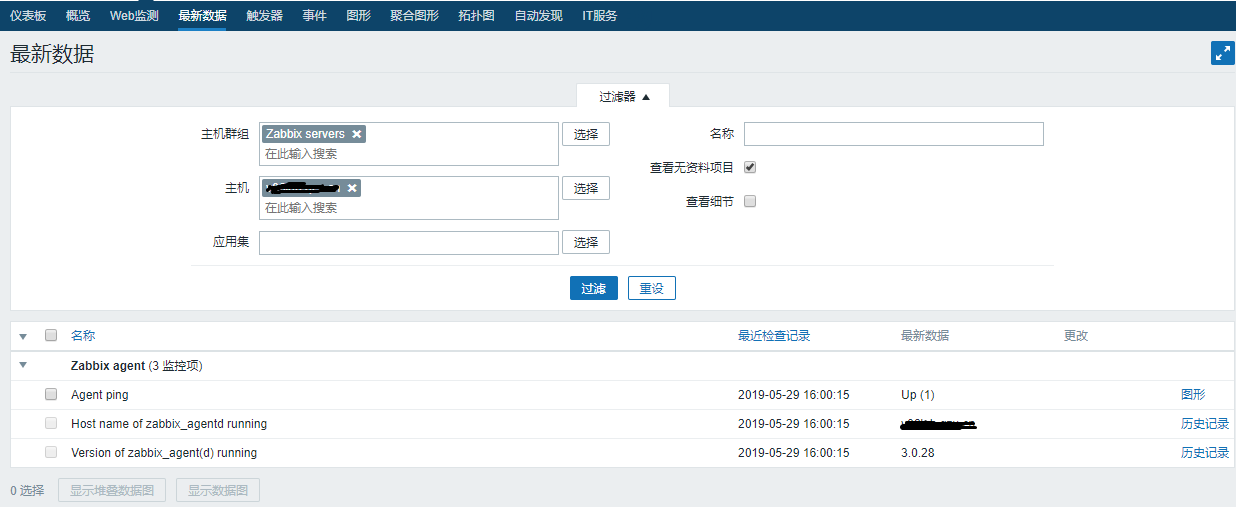 仪表板 概览 Web监测 最新数据 触发器 事件 图形 聚合图形 拓扑图 自动发现 IT服务
最新数据
过滤器
主机群组 Zabbix servers 选择 名称
在此输入搜索
查看无资料项目
主机 选择
在此输入搜索
查看细节
应用集 选择
过滤 重设
名称 最近检查记录 最新数据 更改
Zabbix agent (3 监控项)
Agent ping 2019-05-29 16:00:15 Up (1) 图形
Host name of zabbix_agentd running 2019-05-29 16:00:15 历史记录
Version of zabbix_agent(d) running 2019-05-29 16:00:15 3.0.28 历史记录
0 选择 显示堆叠数据图 显示数据图